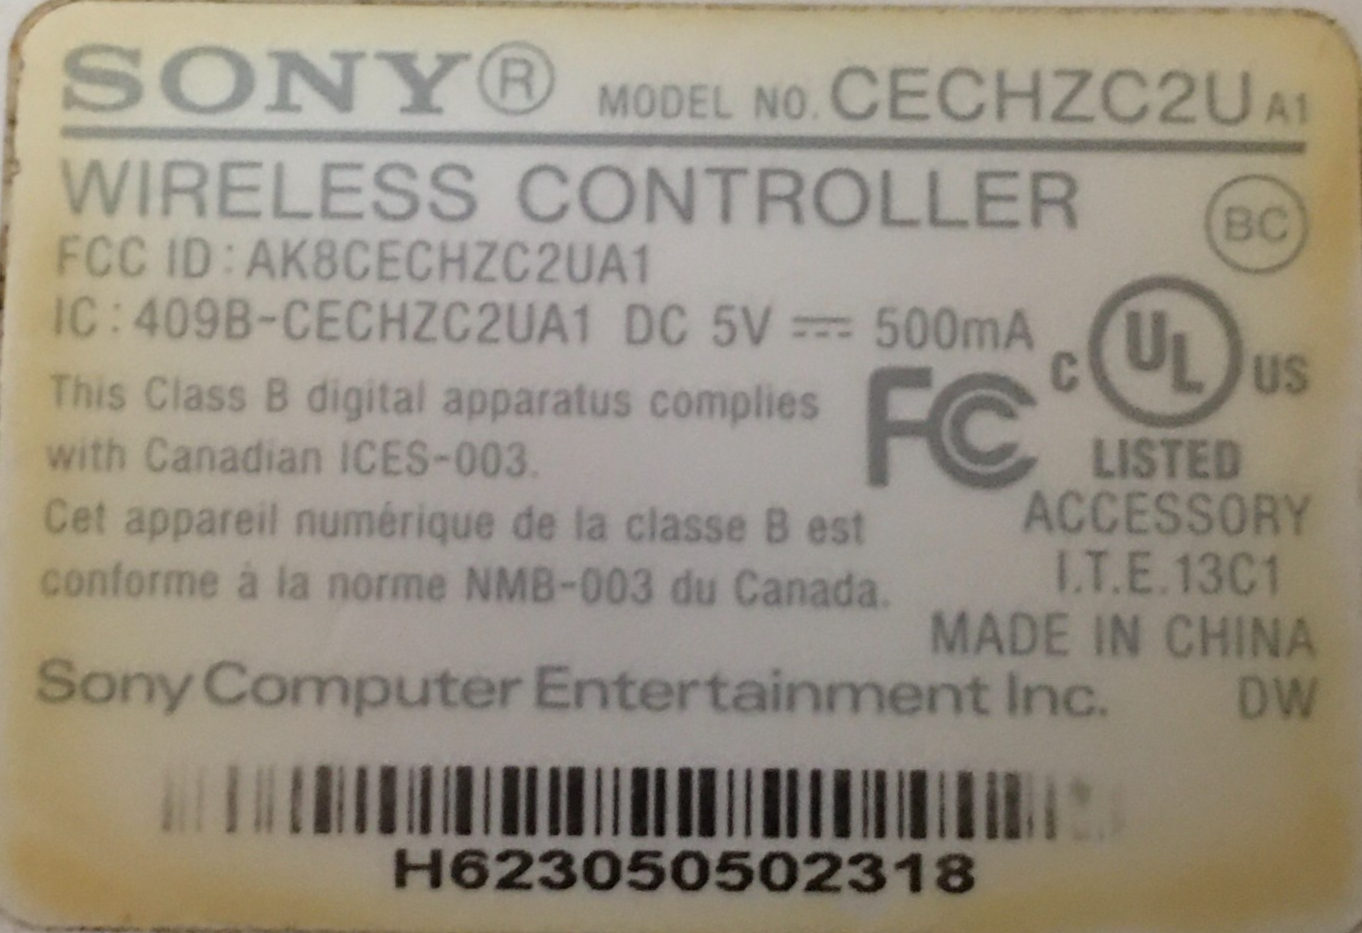 SONY® MODEL NO. CECHZC2U A1
WIRELESS CONTROLLER BC
FCC ID: AK8CECHZC2UA1
IC: 409B-CECHZC2UA1 DC 5V ⎓ 500mA
C UL US
FC
LISTED
This Class B digital apparatus complies
with Canadian ICES-003.
ACCESSORY
Cet appareil numérique de la classe B est
I.T.E.13C1
conforme à la norme NMB-003 du Canada.
MADE IN CHINA
Sony Computer Entertainment Inc. DW
H623050502318